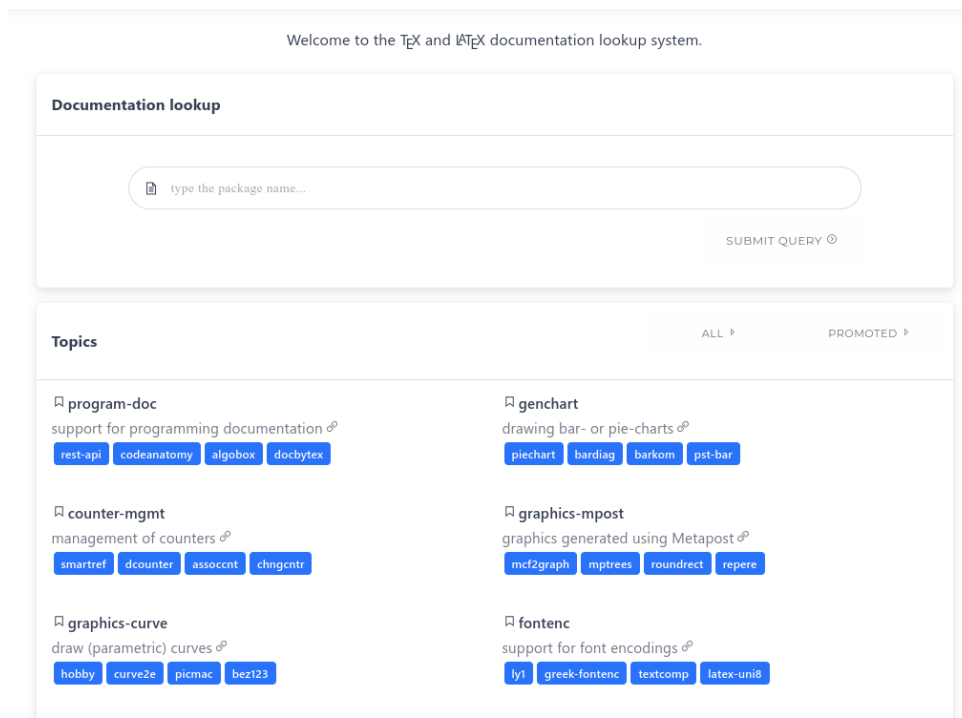 Welcome to the TEX and LATEX documentation lookup system.
Documentation lookup
type the package name...
SUBMIT QUERY
Topics
ALL
PROMOTED
program-doc
support for programming documentation
rest-api codeanatomy algobox docbytex
genchart
drawing bar- or pie-charts
piechart bardiag barkom pst-bar
counter-mgmt
management of counters
smartref dcounter assoccnt chngcntr
graphics-mpost
graphics generated using Metapost
mcf2graph mptrees roundrect repere
graphics-curve
draw (parametric) curves
hobby curve2e picmac bez123
fontenc
support for font encodings
ly1 greek-fontenc textcomp latex-uni8